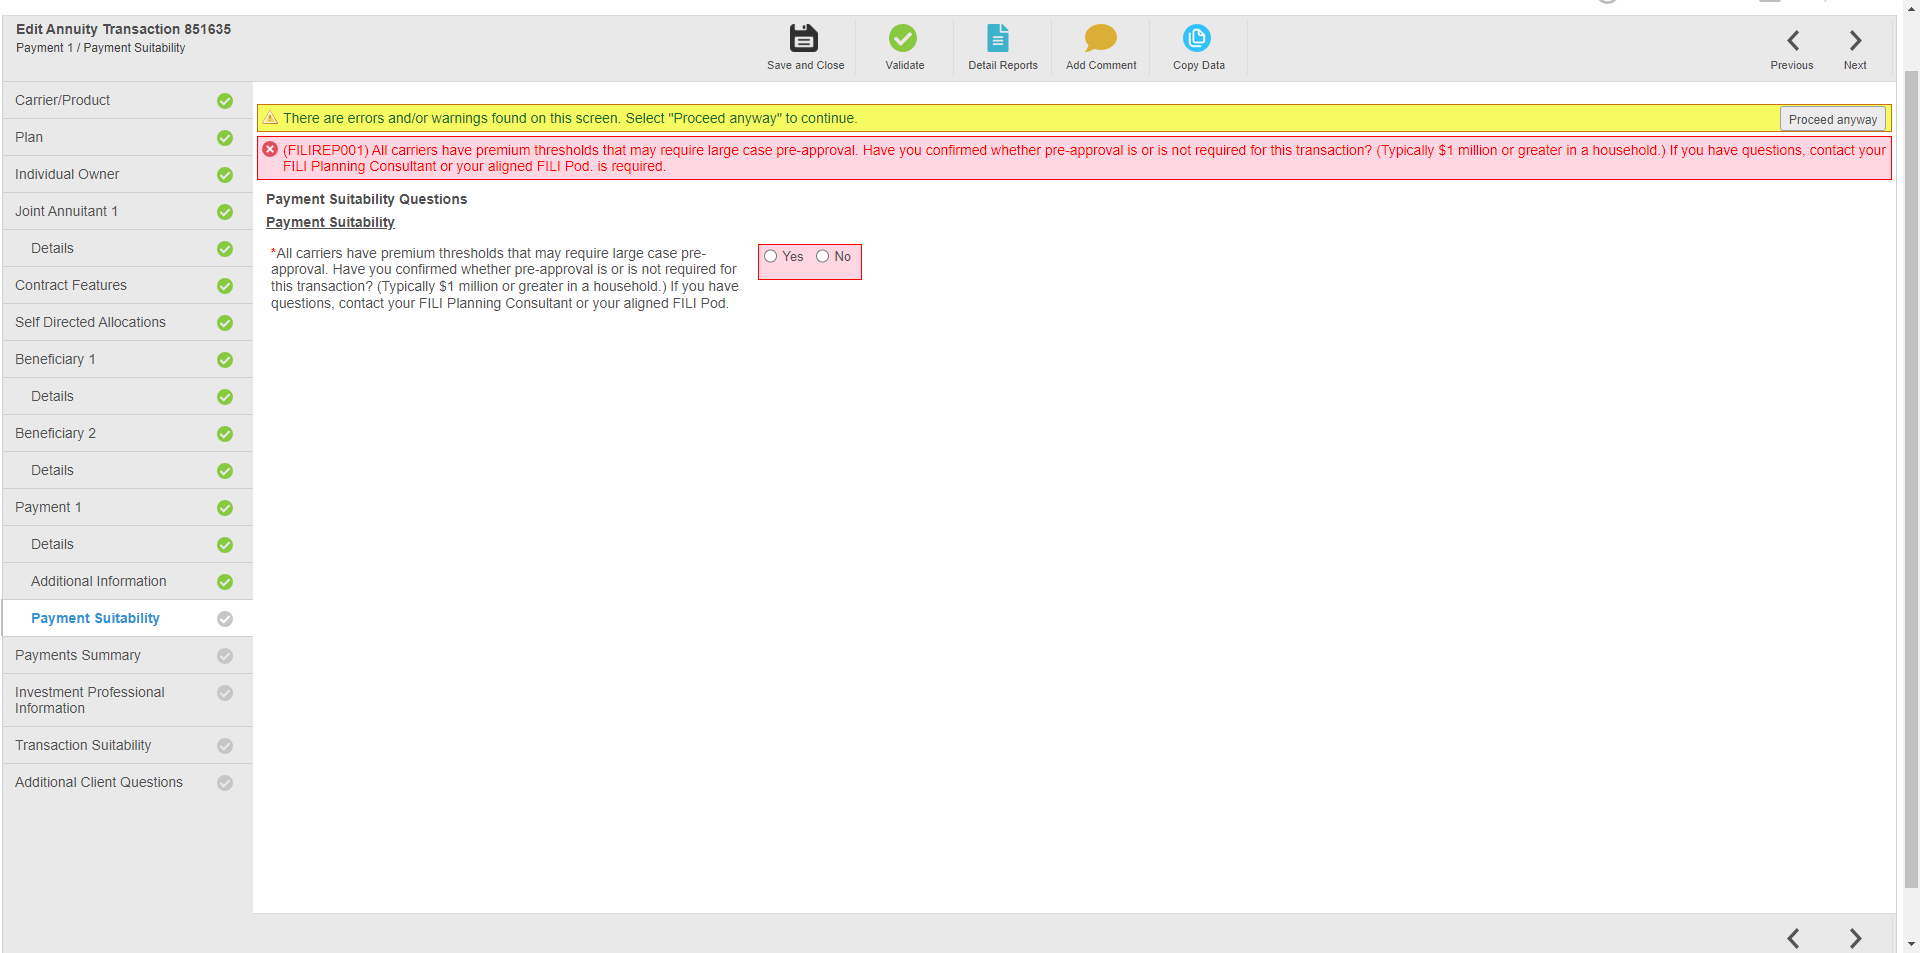 Edit Annuity Transaction 851635
Payment 1 / Payment Suitability
Save and Close
Validate
Detail Reports
Add Comment
Copy Data
Previous
Next
Carrier/Product
Plan
Individual Owner
Joint Annuitant 1
Details
Contract Features
Self Directed Allocations
Beneficiary 1
Details
Beneficiary 2
Details
Payment 1
Details
Additional Information
Payment Suitability
Payments Summary
Investment Professional
Information
Transaction Suitability
Additional Client Questions
There are errors and/or warnings found on this screen. Select "Proceed anyway" to continue.
Proceed anyway
(FILIREP001) All carriers have premium thresholds that may require large case pre-approval. Have you confirmed whether pre-approval is or is not required for this transaction? (Typically $1 million or greater in a household.) If you have questions, contact your
FILI Planning Consultant or your aligned FILI Pod. is required.
Payment Suitability Questions
Payment Suitability
*All carriers have premium thresholds that may require large case pre-
approval. Have you confirmed whether pre-approval is or is not required for
this transaction? (Typically $1 million or greater in a household.) If you have
questions, contact your FILI Planning Consultant or your aligned FILI Pod.
Yes
No